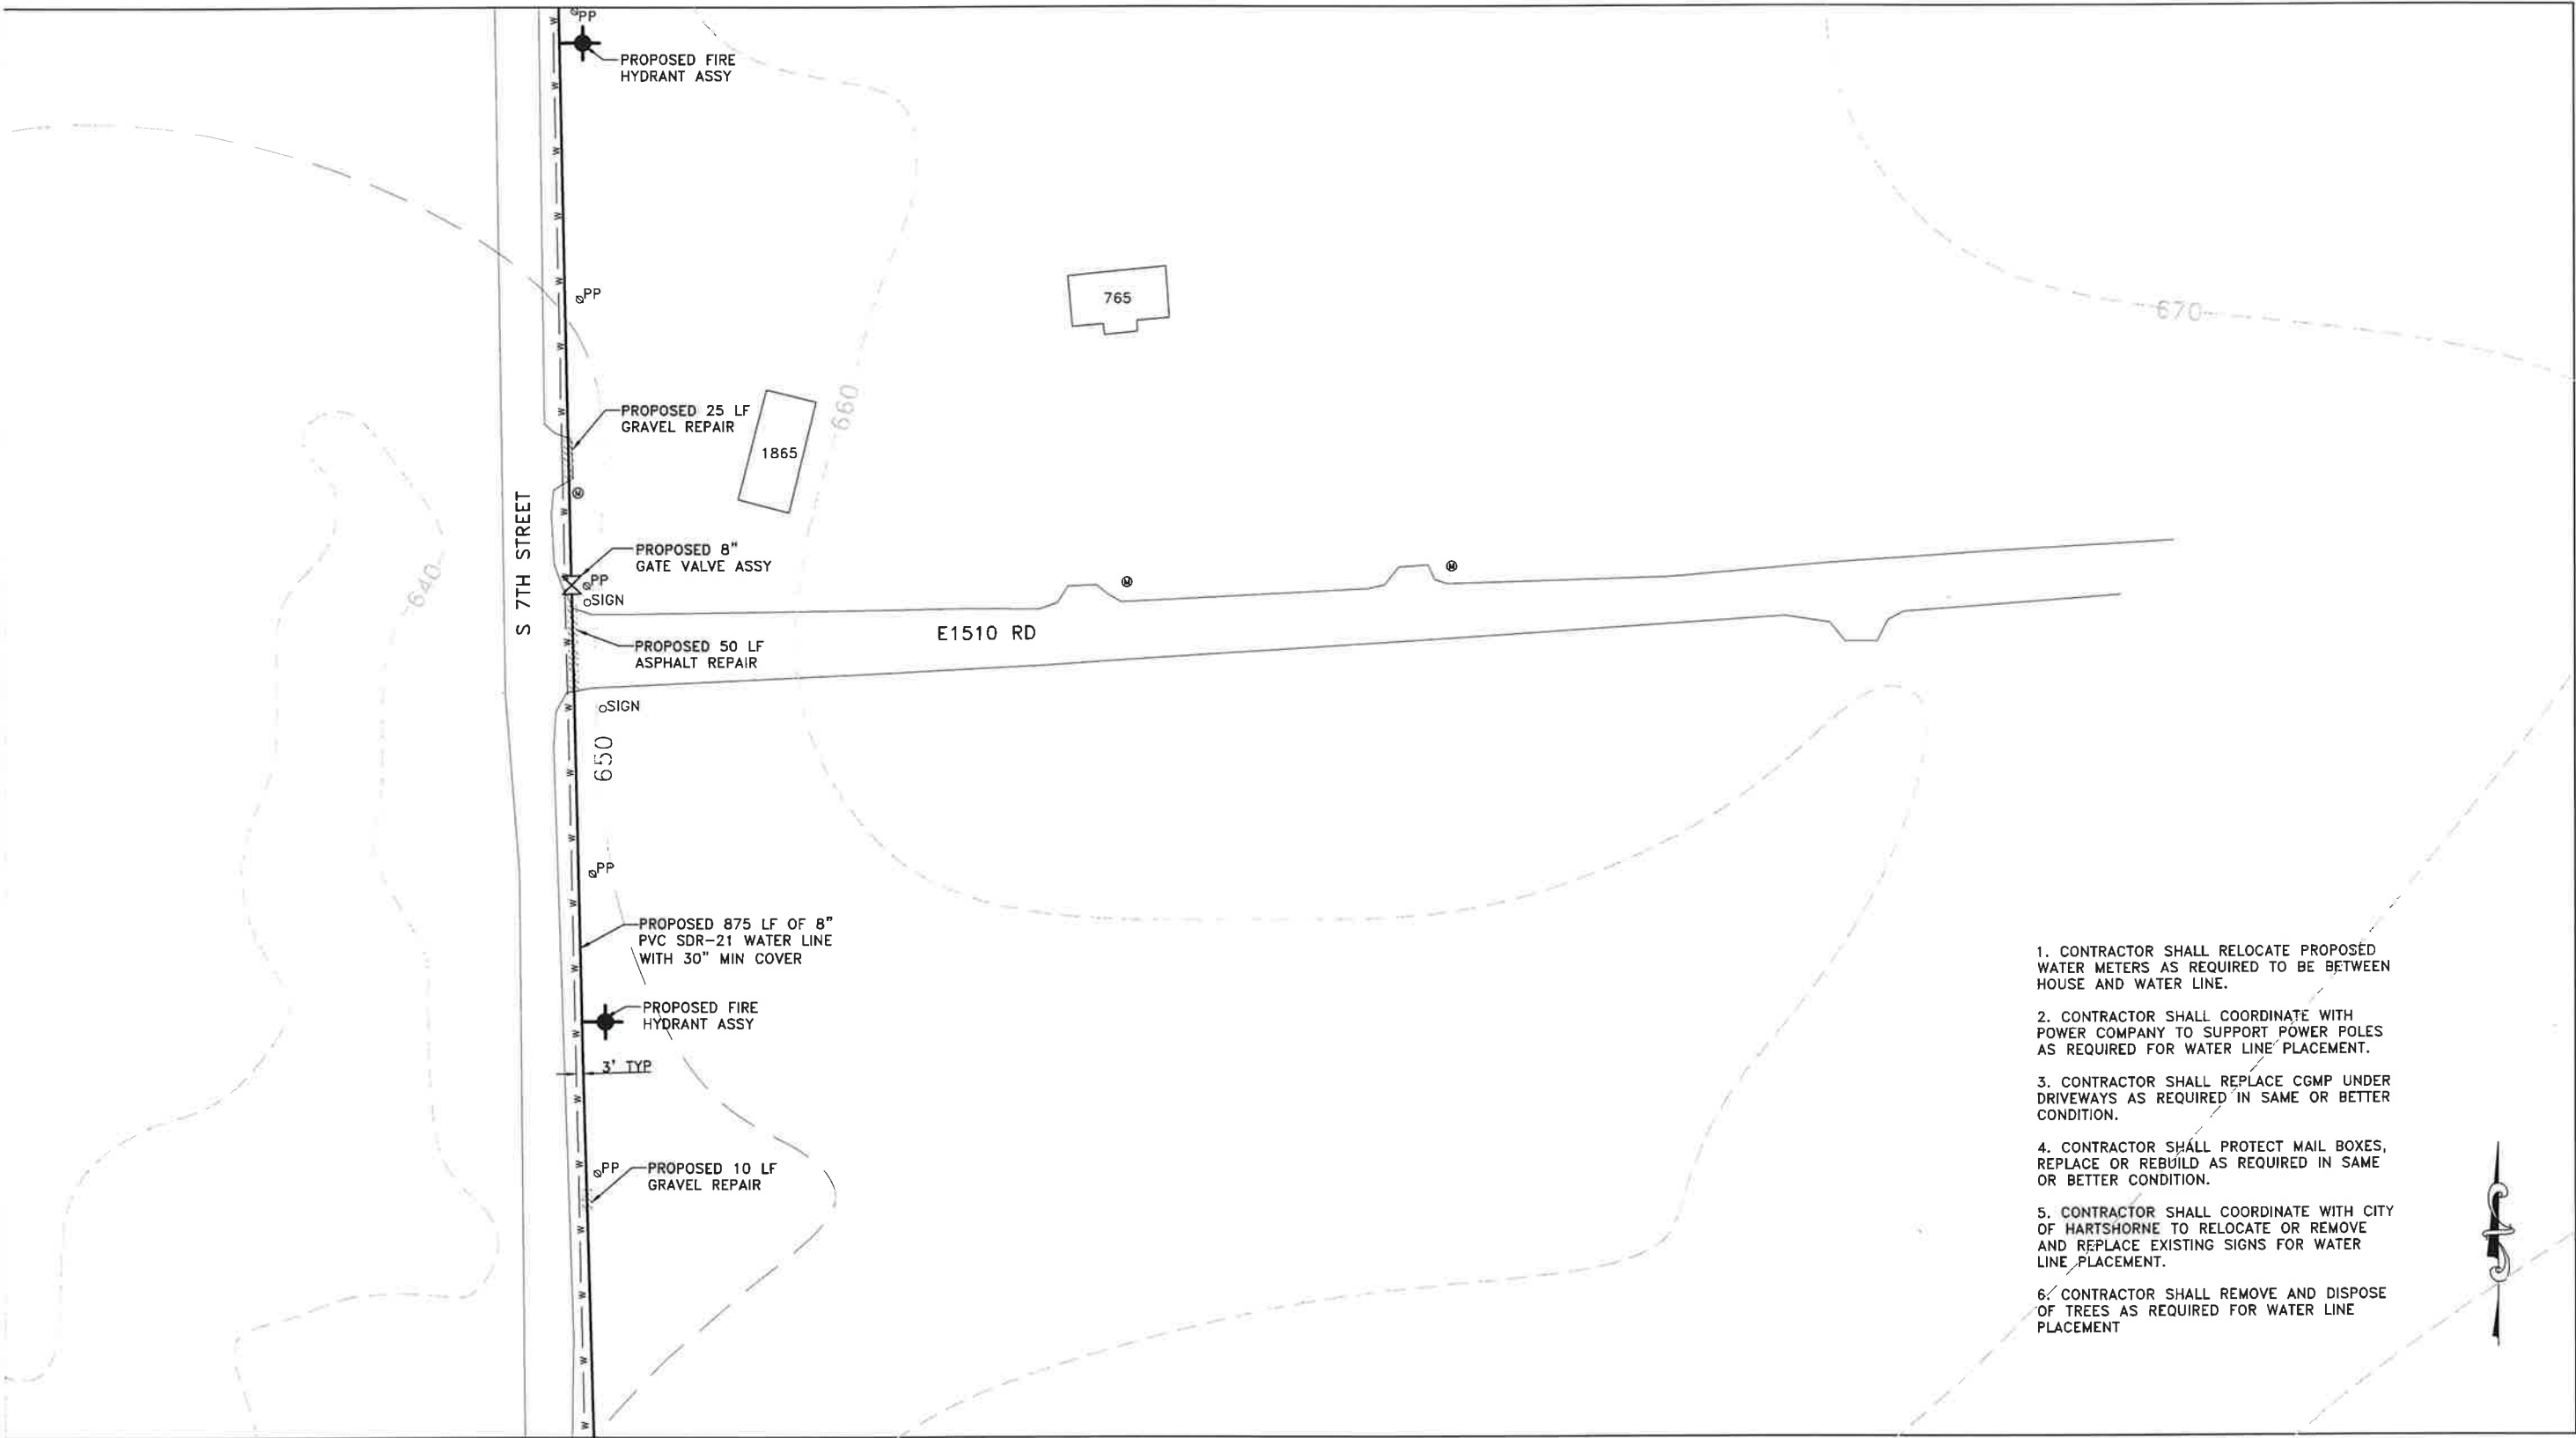 PP
PROPOSED FIRE
HYDRANT ASSY
PP
765
670
660
PROPOSED 25 LF
GRAVEL REPAIR
1865
S 7TH STREET
640
PROPOSED 8"
GATE VALVE ASSY
PP
SIGN
E1510 RD
PROPOSED 50 LF
ASPHALT REPAIR
SIGN
650
PP
PROPOSED 875 LF OF 8"
PVC SDR-21 WATER LINE
WITH 30" MIN COVER
PROPOSED FIRE
HYDRANT ASSY
3' TYP
PP
PROPOSED 10 LF
GRAVEL REPAIR
1. CONTRACTOR SHALL RELOCATE PROPOSED
WATER METERS AS REQUIRED TO BE BETWEEN
HOUSE AND WATER LINE.
2. CONTRACTOR SHALL COORDINATE WITH
POWER COMPANY TO SUPPORT POWER POLES
AS REQUIRED FOR WATER LINE PLACEMENT.
3. CONTRACTOR SHALL REPLACE CGMP UNDER
DRIVEWAYS AS REQUIRED IN SAME OR BETTER
CONDITION.
4. CONTRACTOR SHALL PROTECT MAIL BOXES,
REPLACE OR REBUILD AS REQUIRED IN SAME
OR BETTER CONDITION.
5. CONTRACTOR SHALL COORDINATE WITH CITY
OF HARTSHORNE TO RELOCATE OR REMOVE
AND REPLACE EXISTING SIGNS FOR WATER
LINE PLACEMENT.
6. CONTRACTOR SHALL REMOVE AND DISPOSE
OF TREES AS REQUIRED FOR WATER LINE
PLACEMENT